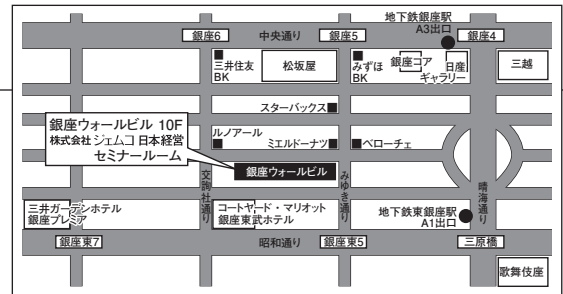 地下鉄銀座駅
A3出口
銀座6
中央通り
銀座5
銀座4
三井住友
BK
松坂屋
みずほ
BK
銀座コア
日産
ギャラリー
三越
スターバックス
銀座ウォールビル 10F
株式会社 ジェムコ 日本経営
セミナールーム
ルノアール
ミエルドーナツ
ベローチェ
銀座ウォールビル
交詢社通り
みゆき通り
晴海通り
三井ガーデンホテル
銀座プレミア
コートヤード・マリオット
銀座東武ホテル
地下鉄東銀座駅
A1出口
銀座東7
昭和通り
銀座東5
三原橋
歌舞伎座